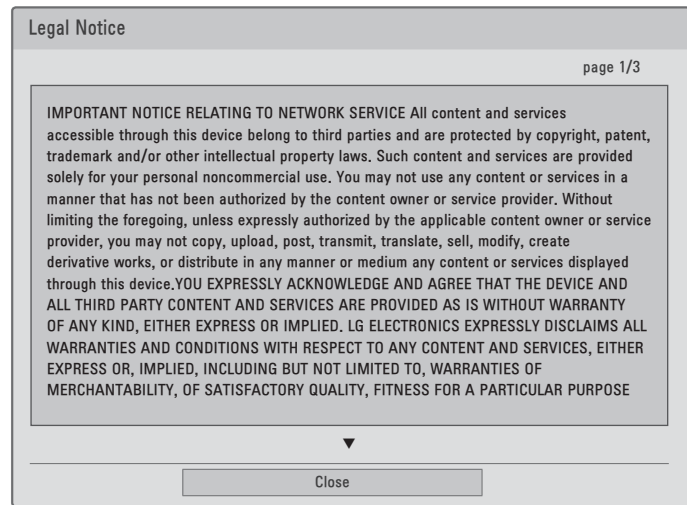 Legal Notice
page 1/3
IMPORTANT NOTICE RELATING TO NETWORK SERVICE All content and services
accessible through this device belong to third parties and are protected by copyright, patent,
trademark and/or other intellectual property laws. Such content and services are provided
solely for your personal noncommercial use. You may not use any content or services in a
manner that has not been authorized by the content owner or service provider. Without
limiting the foregoing, unless expressly authorized by the applicable content owner or service
provider, you may not copy, upload, post, transmit, translate, sell, modify, create
derivative works, or distribute in any manner or medium any content or services displayed
through this device.YOU EXPRESSLY ACKNOWLEDGE AND AGREE THAT THE DEVICE AND
ALL THIRD PARTY CONTENT AND SERVICES ARE PROVIDED AS IS WITHOUT WARRANTY
OF ANY KIND, EITHER EXPRESS OR IMPLIED. LG ELECTRONICS EXPRESSLY DISCLAIMS ALL
WARRANTIES AND CONDITIONS WITH RESPECT TO ANY CONTENT AND SERVICES, EITHER
EXPRESS OR, IMPLIED, INCLUDING BUT NOT LIMITED TO, WARRANTIES OF
MERCHANTABILITY, OF SATISFACTORY QUALITY, FITNESS FOR A PARTICULAR PURPOSE
Close